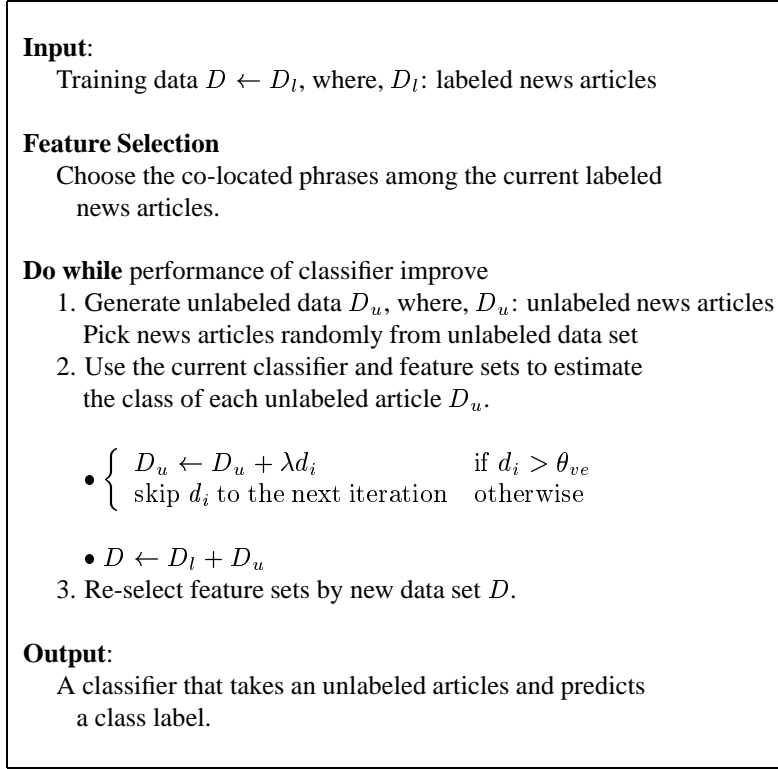 Input:
Training data D ← D_l, where, D_l: labeled news articles
Feature Selection
Choose the co-located phrases among the current labeled
news articles.
Do while performance of classifier improve
1. Generate unlabeled data D_u, where, D_u: unlabeled news articles
Pick news articles randomly from unlabeled data set
2. Use the current classifier and feature sets to estimate
the class of each unlabeled article D_u.
• { D_u ← D_u + λd_i if d_i > θ_ve
skip d_i to the next iteration otherwise
• D ← D_l + D_u
3. Re-select feature sets by new data set D.
Output:
A classifier that takes an unlabeled articles and predicts
a class label.